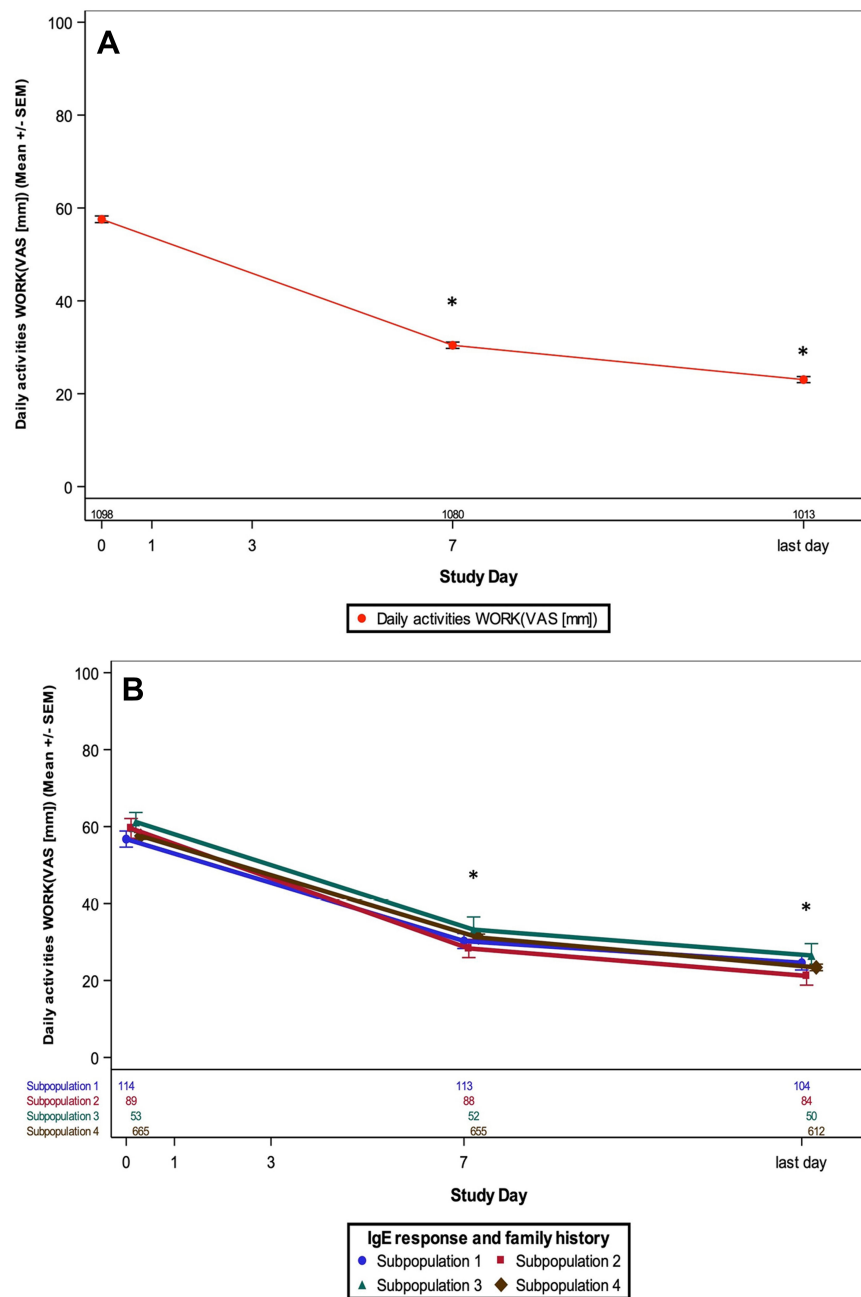 A
Daily activities WORK(VAS [mm]) (Mean +/- SEM)
100
80
60
40
20
0
*
*
1098 1080 1013
0 1 3 7 last day
Study Day
Daily activities WORK(VAS [mm])
B
Daily activities WORK(VAS [mm]) (Mean +/- SEM)
100
80
60
40
20
0
*
*
Subpopulation 1 114 113 104
Subpopulation 2 89 88 84
Subpopulation 3 53 52 50
Subpopulation 4 665 655 612
0 1 3 7 last day
Study Day
IgE response and family history
Subpopulation 1 Subpopulation 2
Subpopulation 3 Subpopulation 4